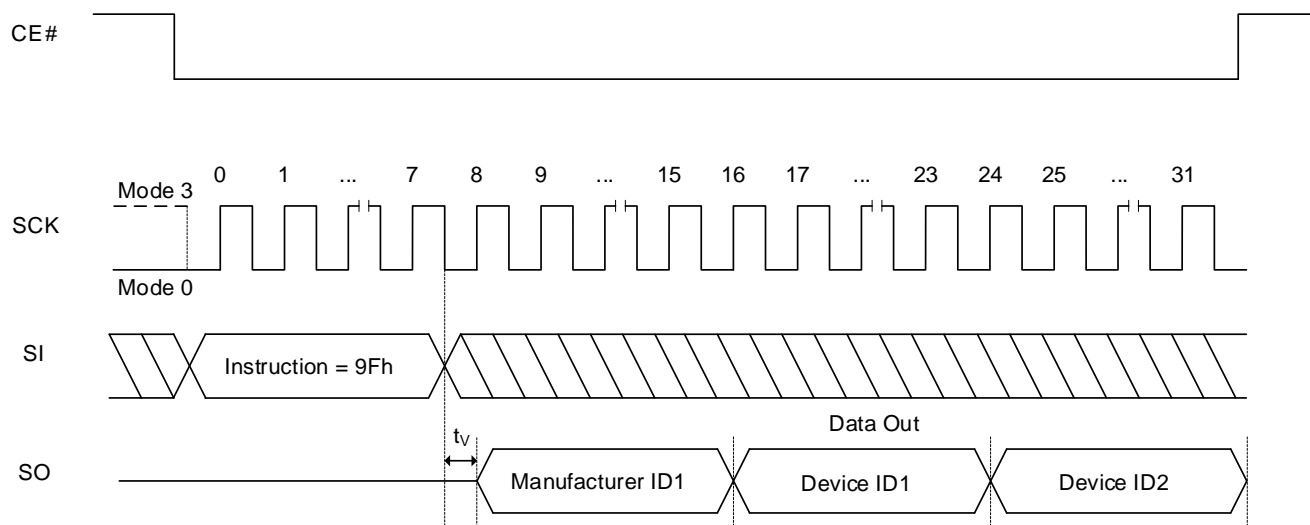 CE#
0 1 ... 7 8 9 ... 15 16 17 ... 23 24 25 ... 31
Mode 3
SCK
Mode 0
SI
Instruction = 9Fh
Data Out
tV
SO
Manufacturer ID1
Device ID1
Device ID2